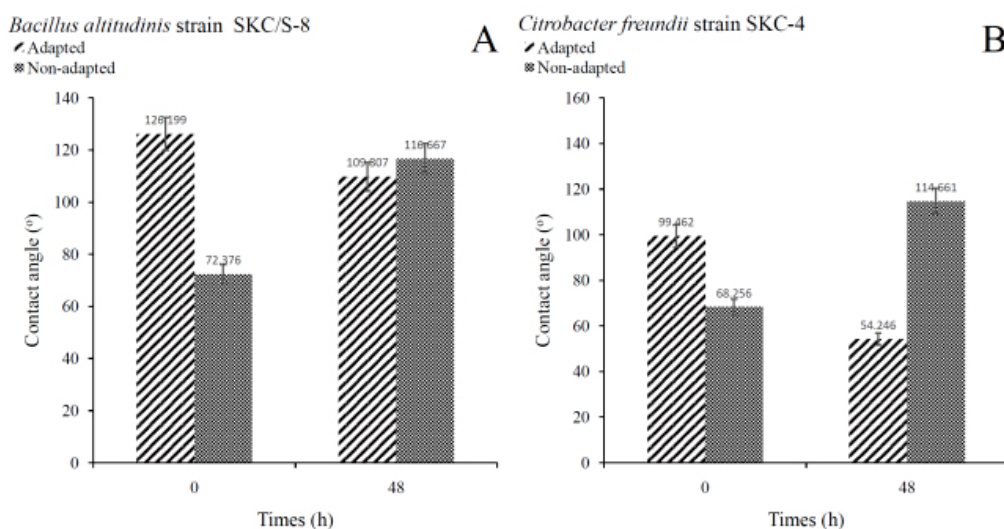 Bacillus altitudinis strain SKC/S-8
A
Adapted
Non-adapted
Contact angle (º)
140
120
100
80
60
40
20
0
126.199
72.376
109.807
116.667
0
48
Times (h)
Citrobacter freundii strain SKC-4
B
Adapted
Non-adapted
Contact angle (º)
160
140
120
100
80
60
40
20
0
99.462
68.256
54.246
114.661
0
48
Times (h)